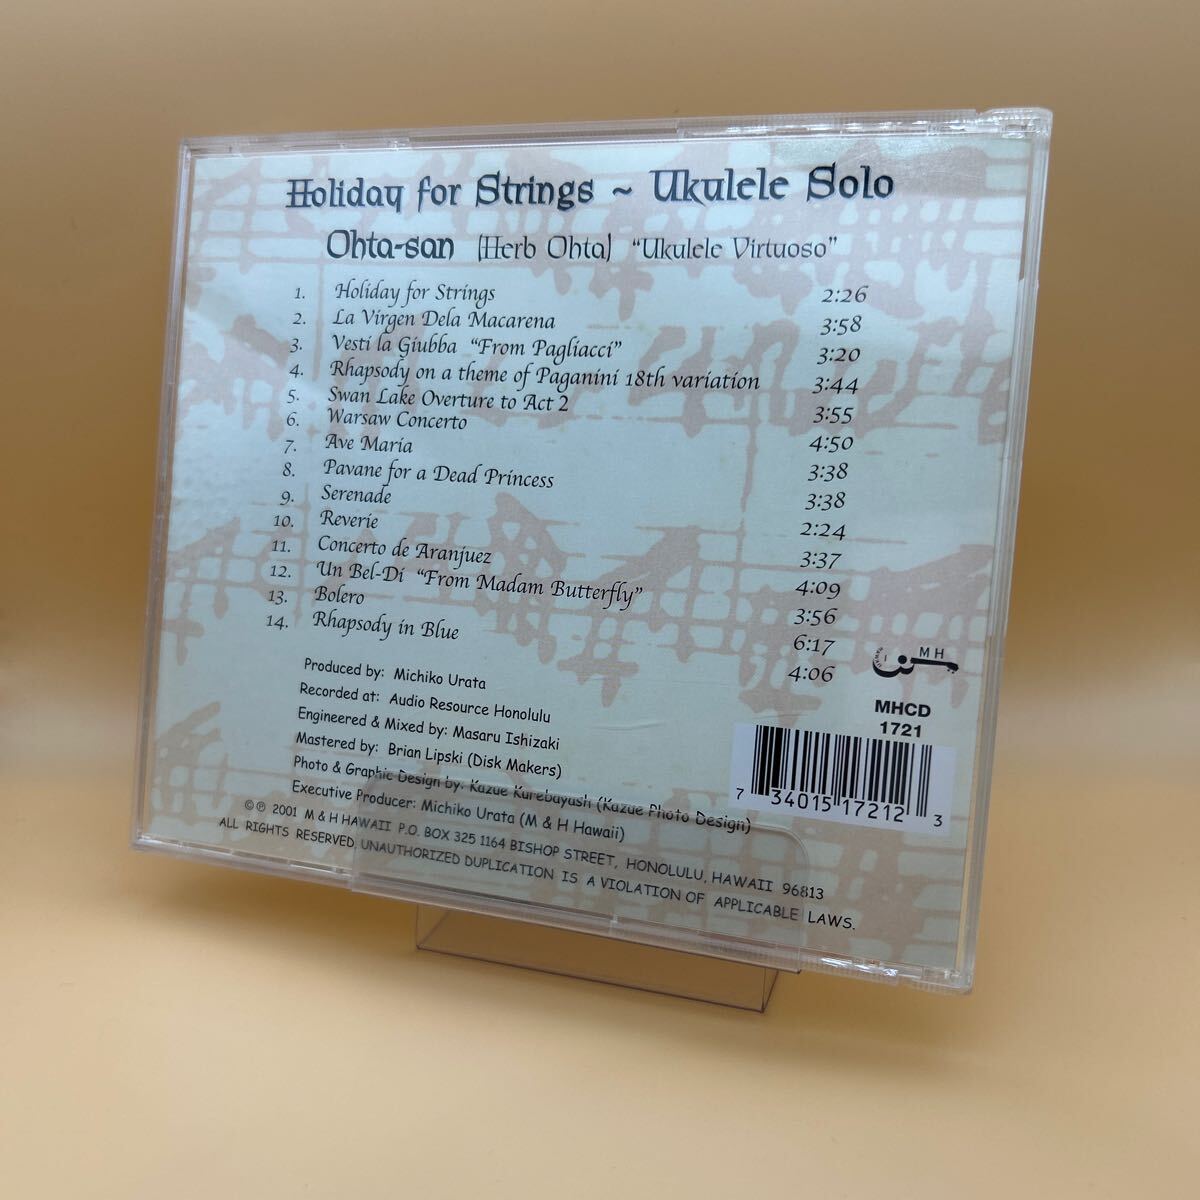 Holiday for Strings ~ Ukulele Solo
Ohta-san (Herb Ohta) "Ukulele Virtuoso"
1. Holiday for Strings 2:26
2. La Virgen Dela Macarena 3:58
3. Vesti la Giubba "From Pagliacci" 3:20
4. Rhapsody on a theme of Paganini 18th variation 3:44
5. Swan Lake Overture to Act 2 3:55
6. Warsaw Concerto 4:50
7. Ave Maria 3:38
8. Pavane for a Dead Princess 3:38
9. Serenade 2:24
10. Reverie 3:37
11. Concerto de Aranjuez 4:09
12. Un Bel-Di "From Madam Butterfly" 3:56
13. Bolero 6:17
14. Rhapsody in Blue 4:06
Produced by: Michiko Urata
Recorded at: Audio Resource Honolulu
Engineered & Mixed by: Masaru Ishizaki
Mastered by: Brian Lipski (Disk Makers)
Photo & Graphic Design by: Kazue Kurebayash (Kazue Photo Design)
Executive Producer: Michiko Urata (M & H Hawaii)
©℗ 2001 M & H HAWAII P.O. BOX 325 1164 BISHOP STREET, HONOLULU, HAWAII 96813
ALL RIGHTS RESERVED. UNAUTHORIZED DUPLICATION IS A VIOLATION OF APPLICABLE LAWS.
M H
MHCD
1721
7 34015 17212 3